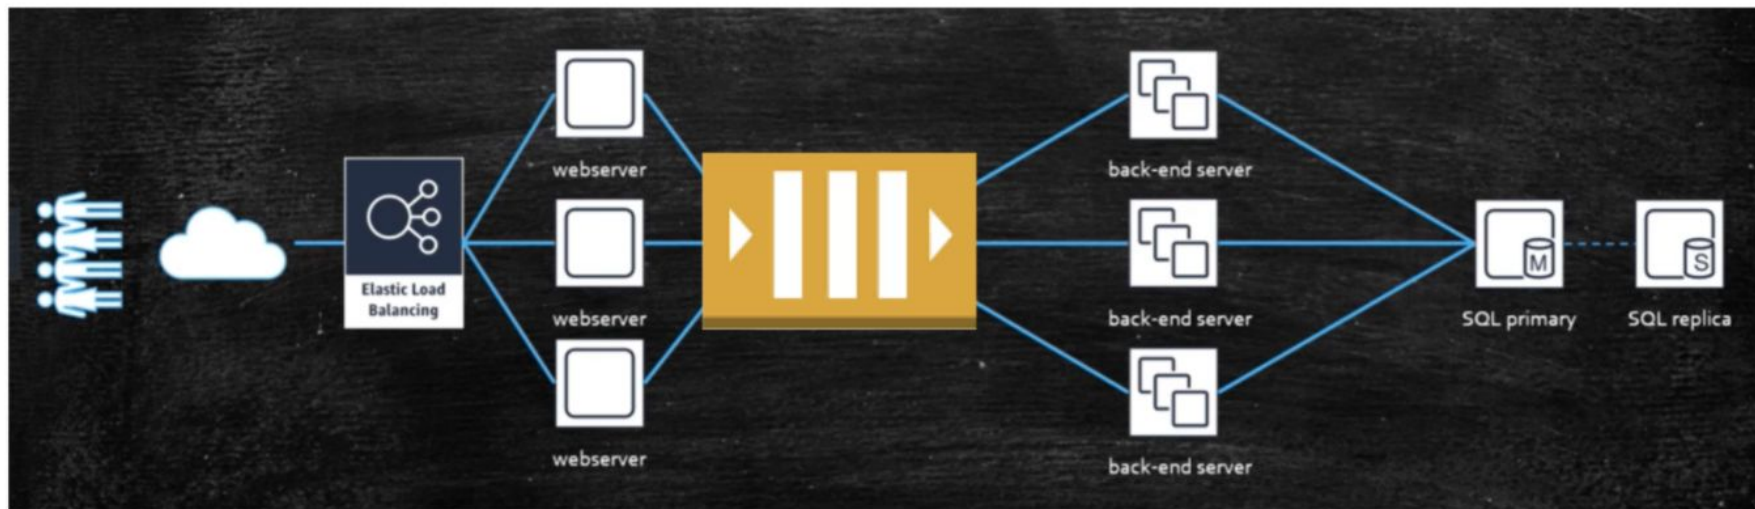 Elastic Load
Balancing
webserver
webserver
webserver
back-end server
back-end server
back-end server
M
SQL primary
S
SQL replica